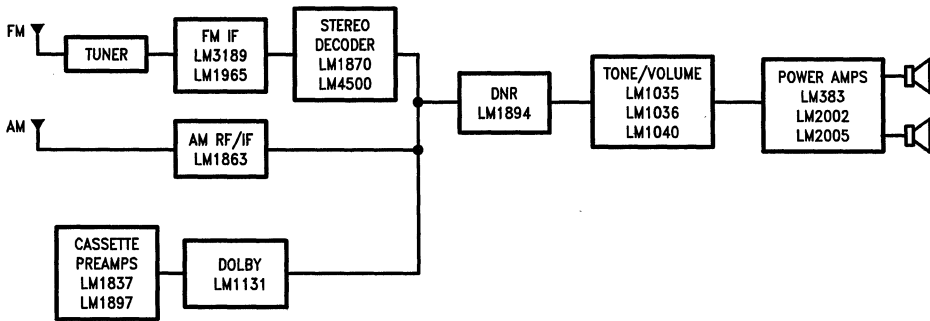 FM
TUNER
FM IF
LM3189
LM1965
STEREO
DECODER
LM1870
LM4500
AM
AM RF/IF
LM1863
CASSETTE
PREAMPS
LM1837
LM1897
DOLBY
LM1131
DNR
LM1894
TONE/VOLUME
LM1035
LM1036
LM1040
POWER AMPS
LM383
LM2002
LM2005